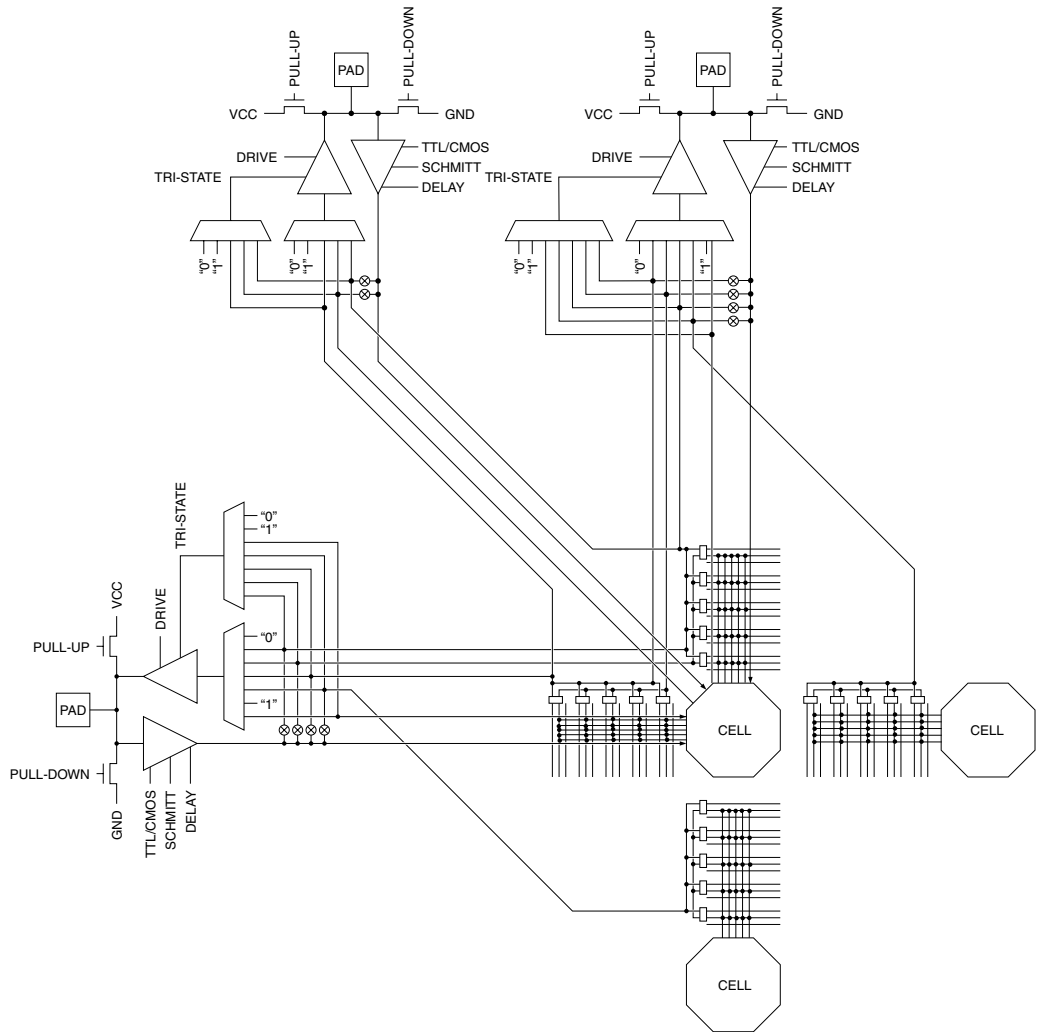 PULL-UP
PULL-DOWN
PAD
VCC
GND
DRIVE
TTL/CMOS
SCHMITT
TRI-STATE
DELAY
"0"
"1"
"0"
"1"
PULL-UP
PULL-DOWN
PAD
VCC
GND
DRIVE
TTL/CMOS
SCHMITT
TRI-STATE
DELAY
"0"
"1"
"0"
"1"
TRI-STATE
"0"
"1"
VCC
DRIVE
PULL-UP
"0"
PAD
"1"
PULL-DOWN
GND
TTL/CMOS
SCHMITT
DELAY
CELL
CELL
CELL